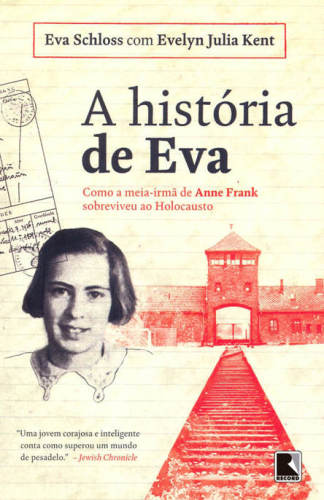 Eva Schloss com Evelyn Julia Kent
A história
de Eva
Como a meia-irmã de Anne Frank
sobreviveu ao Holocausto
"Uma jovem corajosa e inteligente
conta como superou um mundo
de pesadelo." – Jewish Chronicle
RECORD